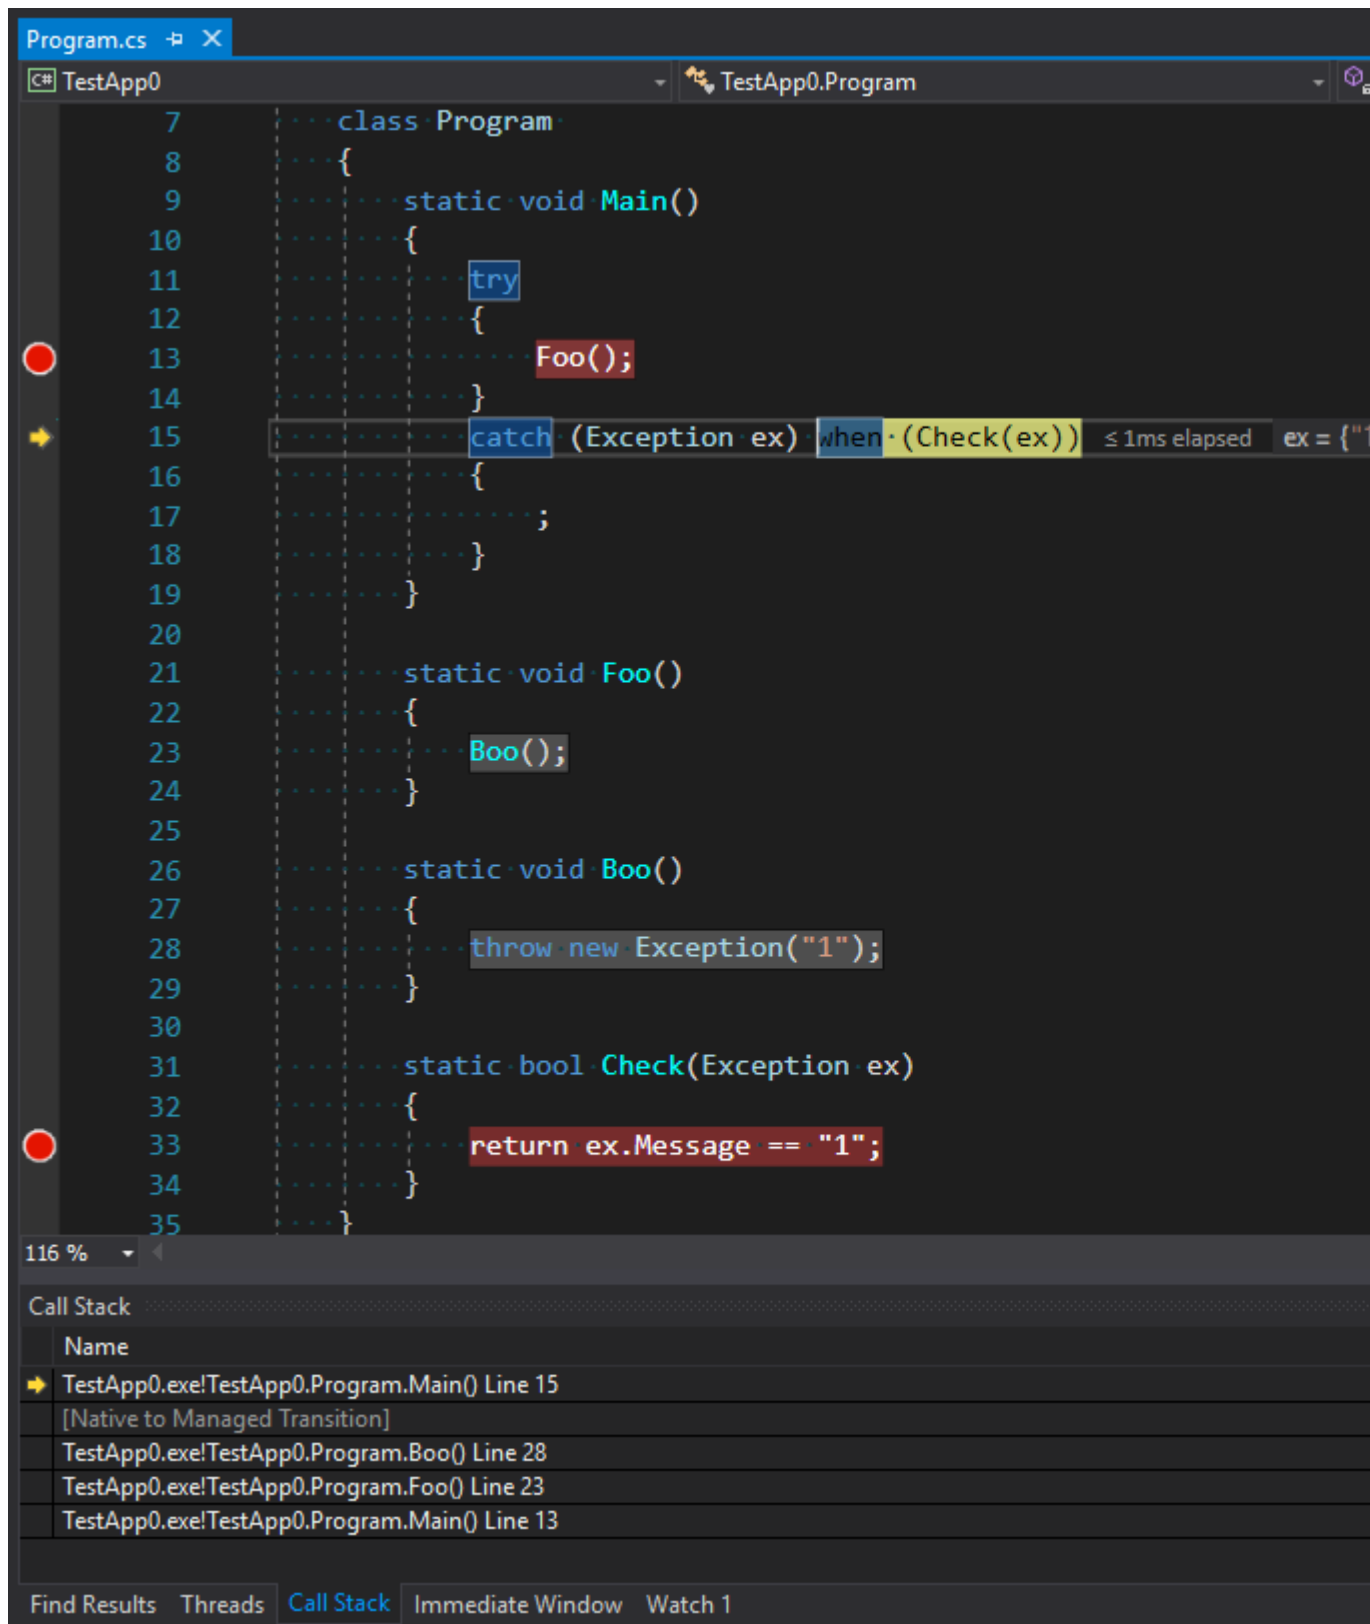 Program.cs
C# TestApp0 TestApp0.Program
7 class Program
8 {
9 static void Main()
10 {
11 try
12 {
13 Foo();
14 }
15 catch (Exception ex) when (Check(ex)) ≤ 1ms elapsed ex = {"1
16 {
17 ;
18 }
19 }
20
21 static void Foo()
22 {
23 Boo();
24 }
25
26 static void Boo()
27 {
28 throw new Exception("1");
29 }
30
31 static bool Check(Exception ex)
32 {
33 return ex.Message == "1";
34 }
35 }
116 %
Call Stack
Name
TestApp0.exe!TestApp0.Program.Main() Line 15
[Native to Managed Transition]
TestApp0.exe!TestApp0.Program.Boo() Line 28
TestApp0.exe!TestApp0.Program.Foo() Line 23
TestApp0.exe!TestApp0.Program.Main() Line 13
Find Results Threads Call Stack Immediate Window Watch 1